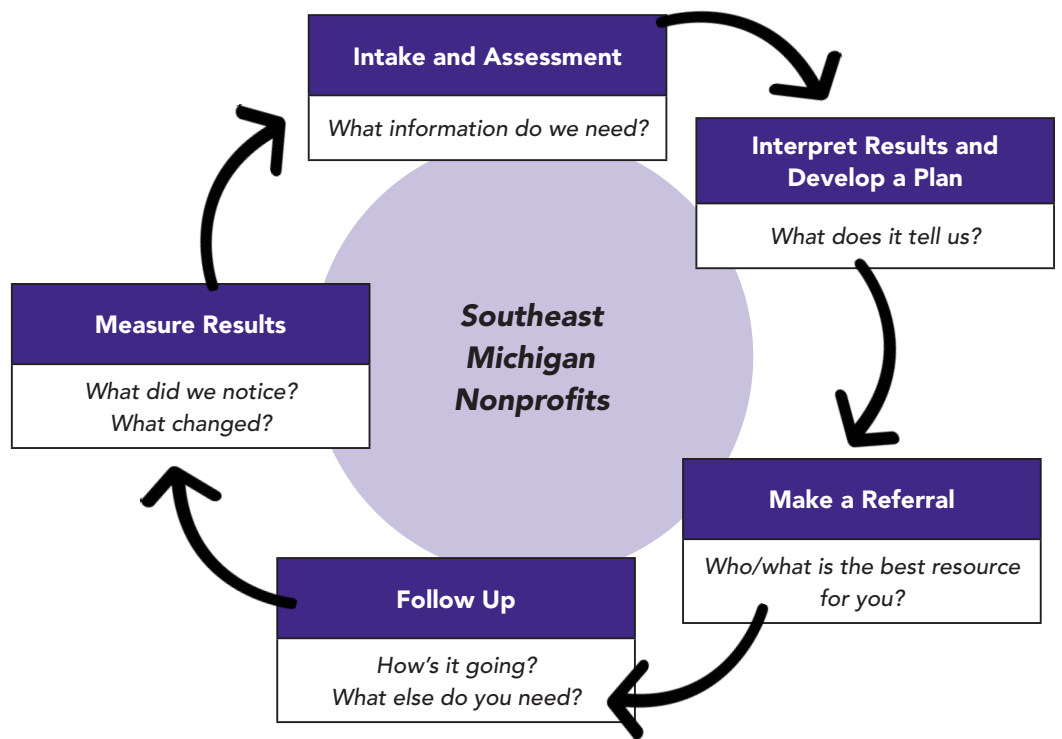 Intake and Assessment
What information do we need?
Interpret Results and
Develop a Plan
What does it tell us?
Make a Referral
Who/what is the best resource
for you?
Follow Up
How's it going?
What else do you need?
Measure Results
What did we notice?
What changed?
Southeast
Michigan
Nonprofits